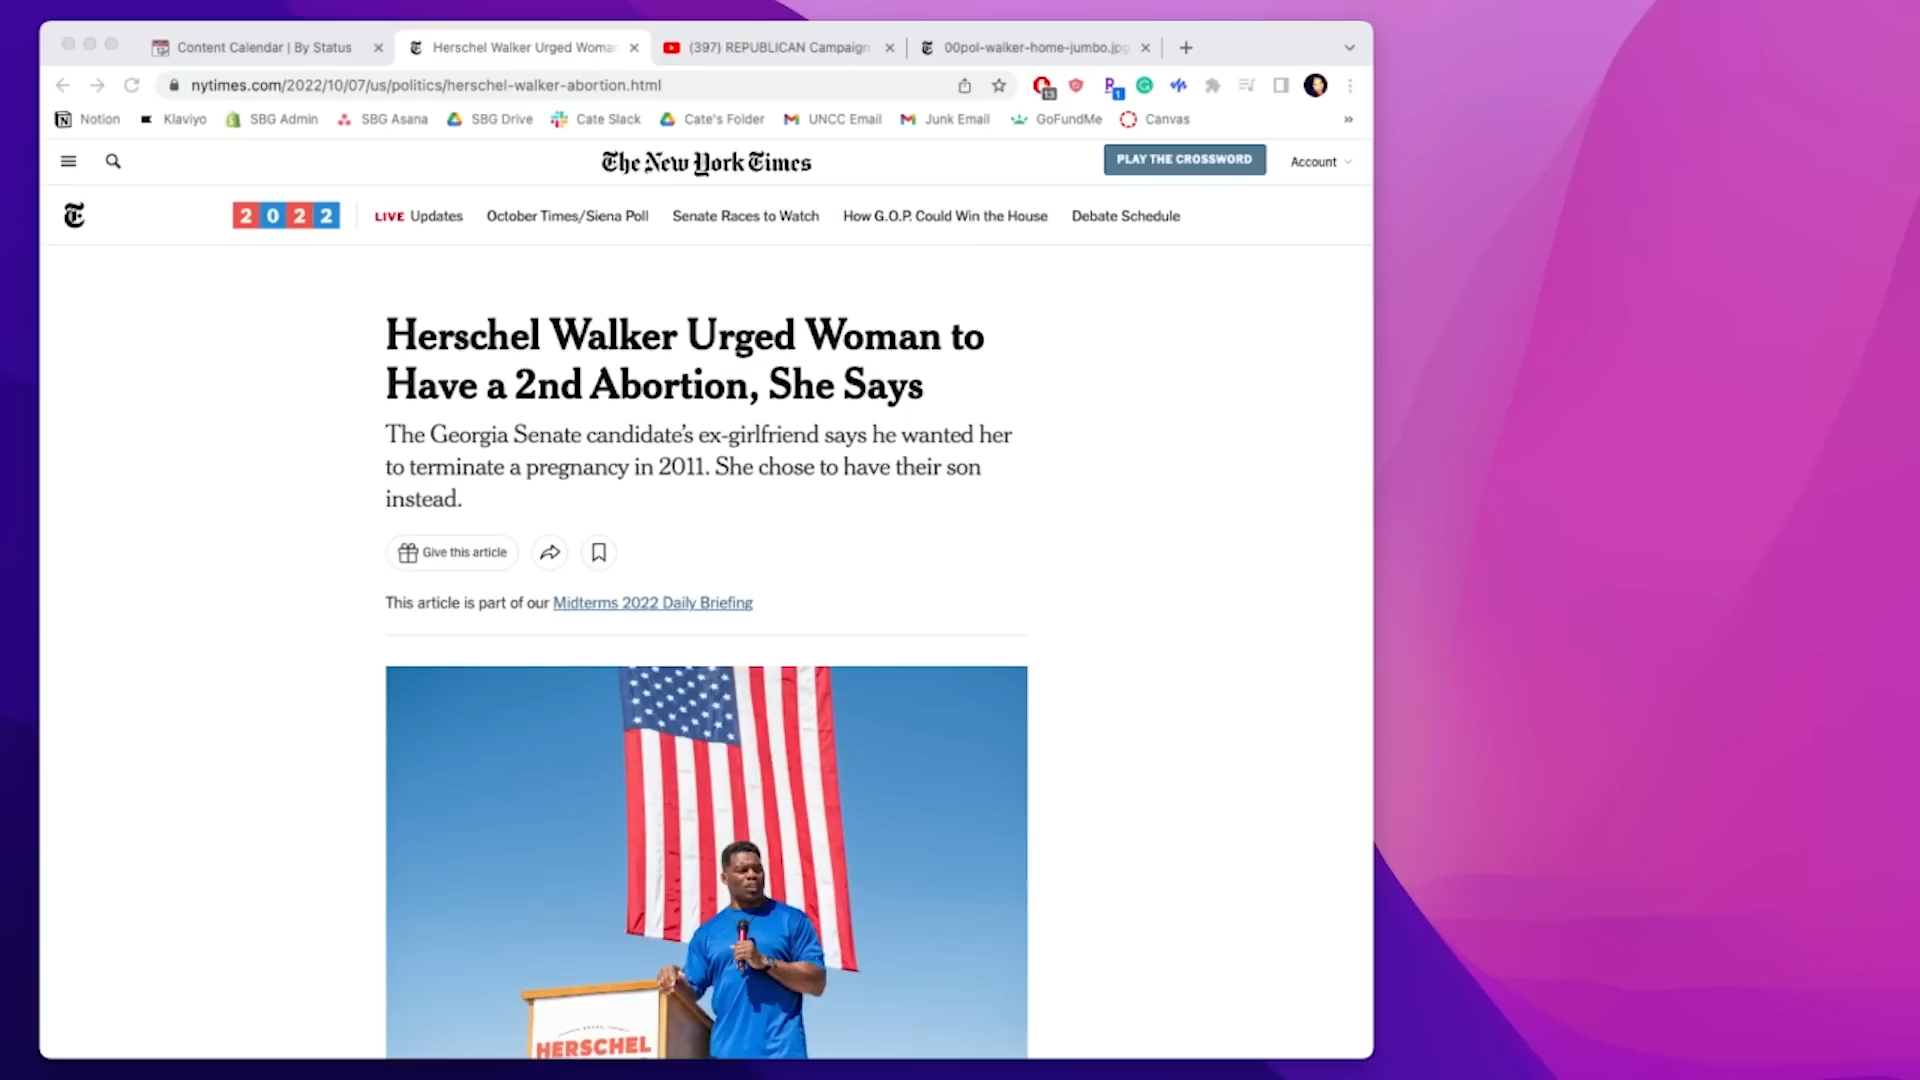 Content Calendar | By Status
Herschel Walker Urged Woman
(397) REPUBLICAN Campaign
00pol-walker-home-jumbo.jpg
nytimes.com/2022/10/07/us/politics/herschel-walker-abortion.html
13
1
Notion
Klaviyo
SBG Admin
SBG Asana
SBG Drive
Cate Slack
Cate's Folder
UNCC Email
Junk Email
GoFundMe
Canvas
The New York Times
PLAY THE CROSSWORD
Account
2022
LIVE Updates
October Times/Siena Poll
Senate Races to Watch
How G.O.P. Could Win the House
Debate Schedule
Herschel Walker Urged Woman to
Have a 2nd Abortion, She Says
The Georgia Senate candidate's ex-girlfriend says he wanted her
to terminate a pregnancy in 2011. She chose to have their son
instead.
Give this article
This article is part of our Midterms 2022 Daily Briefing
HERSCHEL